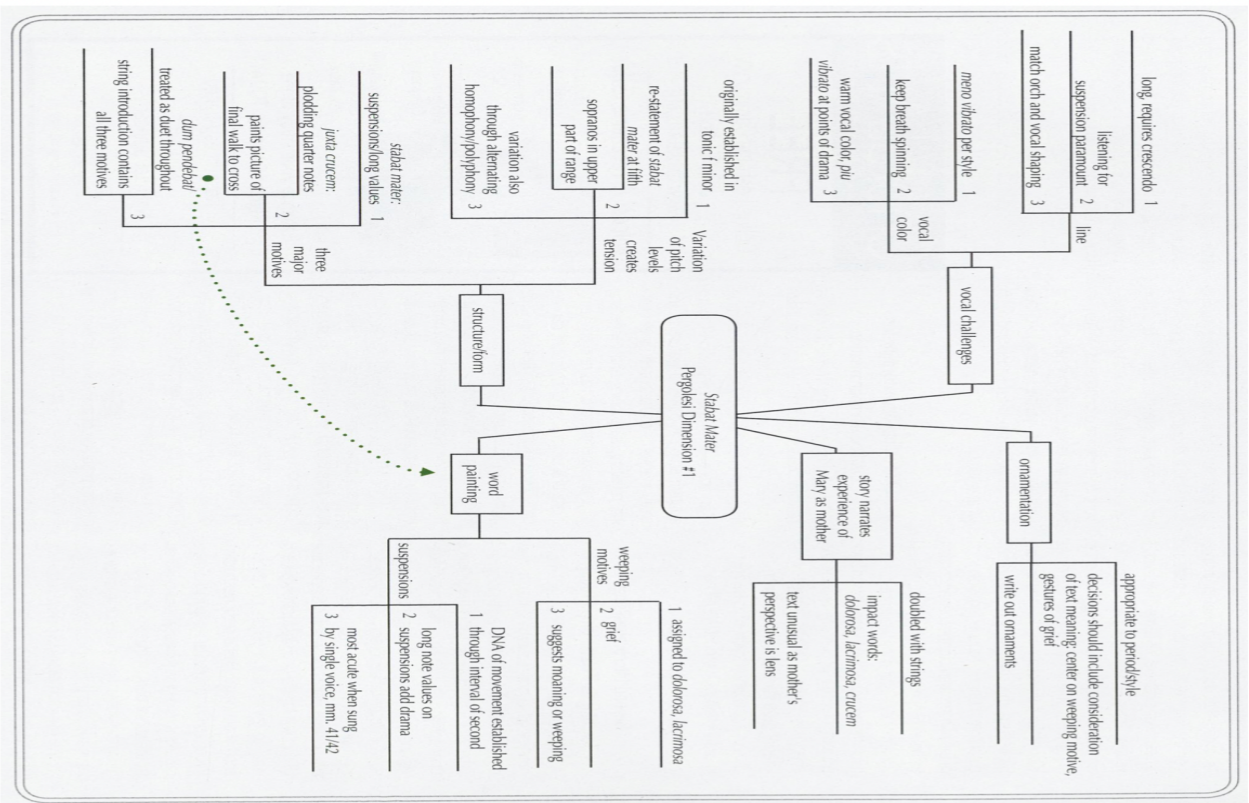 Stabat Mater
Pergolesi Dimension #1
vocal challenges
line
long, requires crescendo 1
listening for
suspension paramount 2
match orch and vocal shaping 3
vocal
color
meno vibrato per style 1
keep breath spinning 2
warm vocal color, piu
vibrato at points of drama 3
structure/form
Variation
of pitch
levels
creates
tension
originally established in
tonic f minor 1
re-statement of stabat
mater at fifth
sopranos in upper
part of range 2
variation also
through alternating
homophony/polyphony 3
three
major
motives
stabat mater:
suspensions/long values 1
juxta crucem:
plodding quarter notes
paints picture of
final walk to cross 2
dum pendebat/
treated as duet throughout
string introduction contains
all three motives 3
ornamentation
appropriate to period/style
decisions should include consideration
of text meaning: center on weeping motive,
gestures of grief
write out ornaments
story narrates
experience of
Mary as mother
doubled with strings
impact words:
dolorosa, lacrimosa, crucem
text unusual as mother's
perspective is lens
word
painting
weeping
motives
1 assigned to dolorosa, lacrimosa
2 grief
3 suggests moaning or weeping
suspensions
DNA of movement established
1 through interval of second
long note values on
2 suspensions add drama
most acute when sung
3 by single voice, mm. 41/42